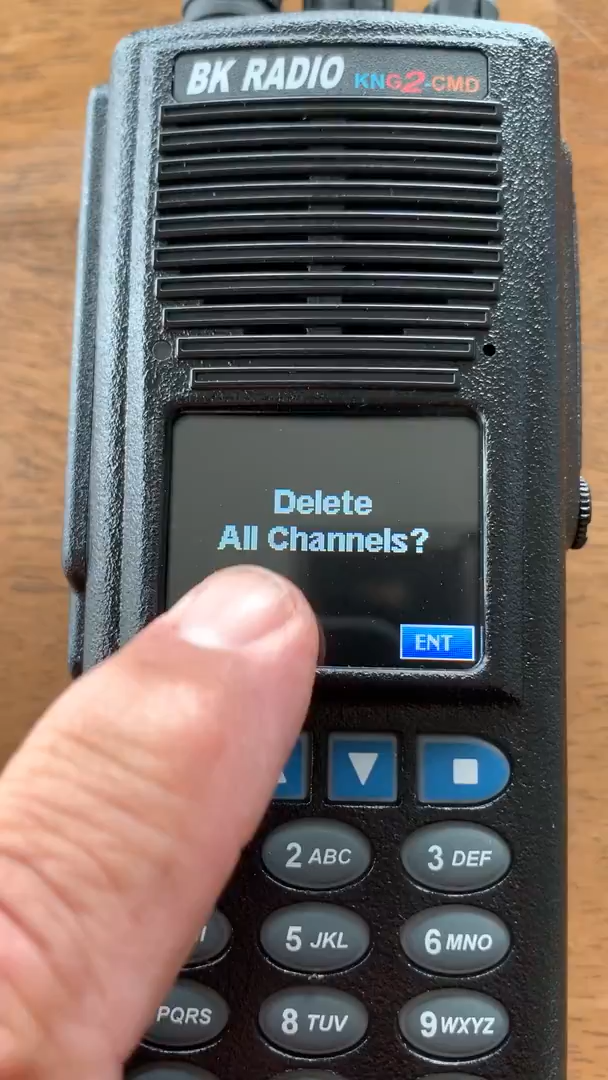 BK RADIO KNG2-CMD
Delete
All Channels?
ENT
2 ABC
3 DEF
5 JKL
6 MNO
PQRS
8 TUV
9 WXYZ